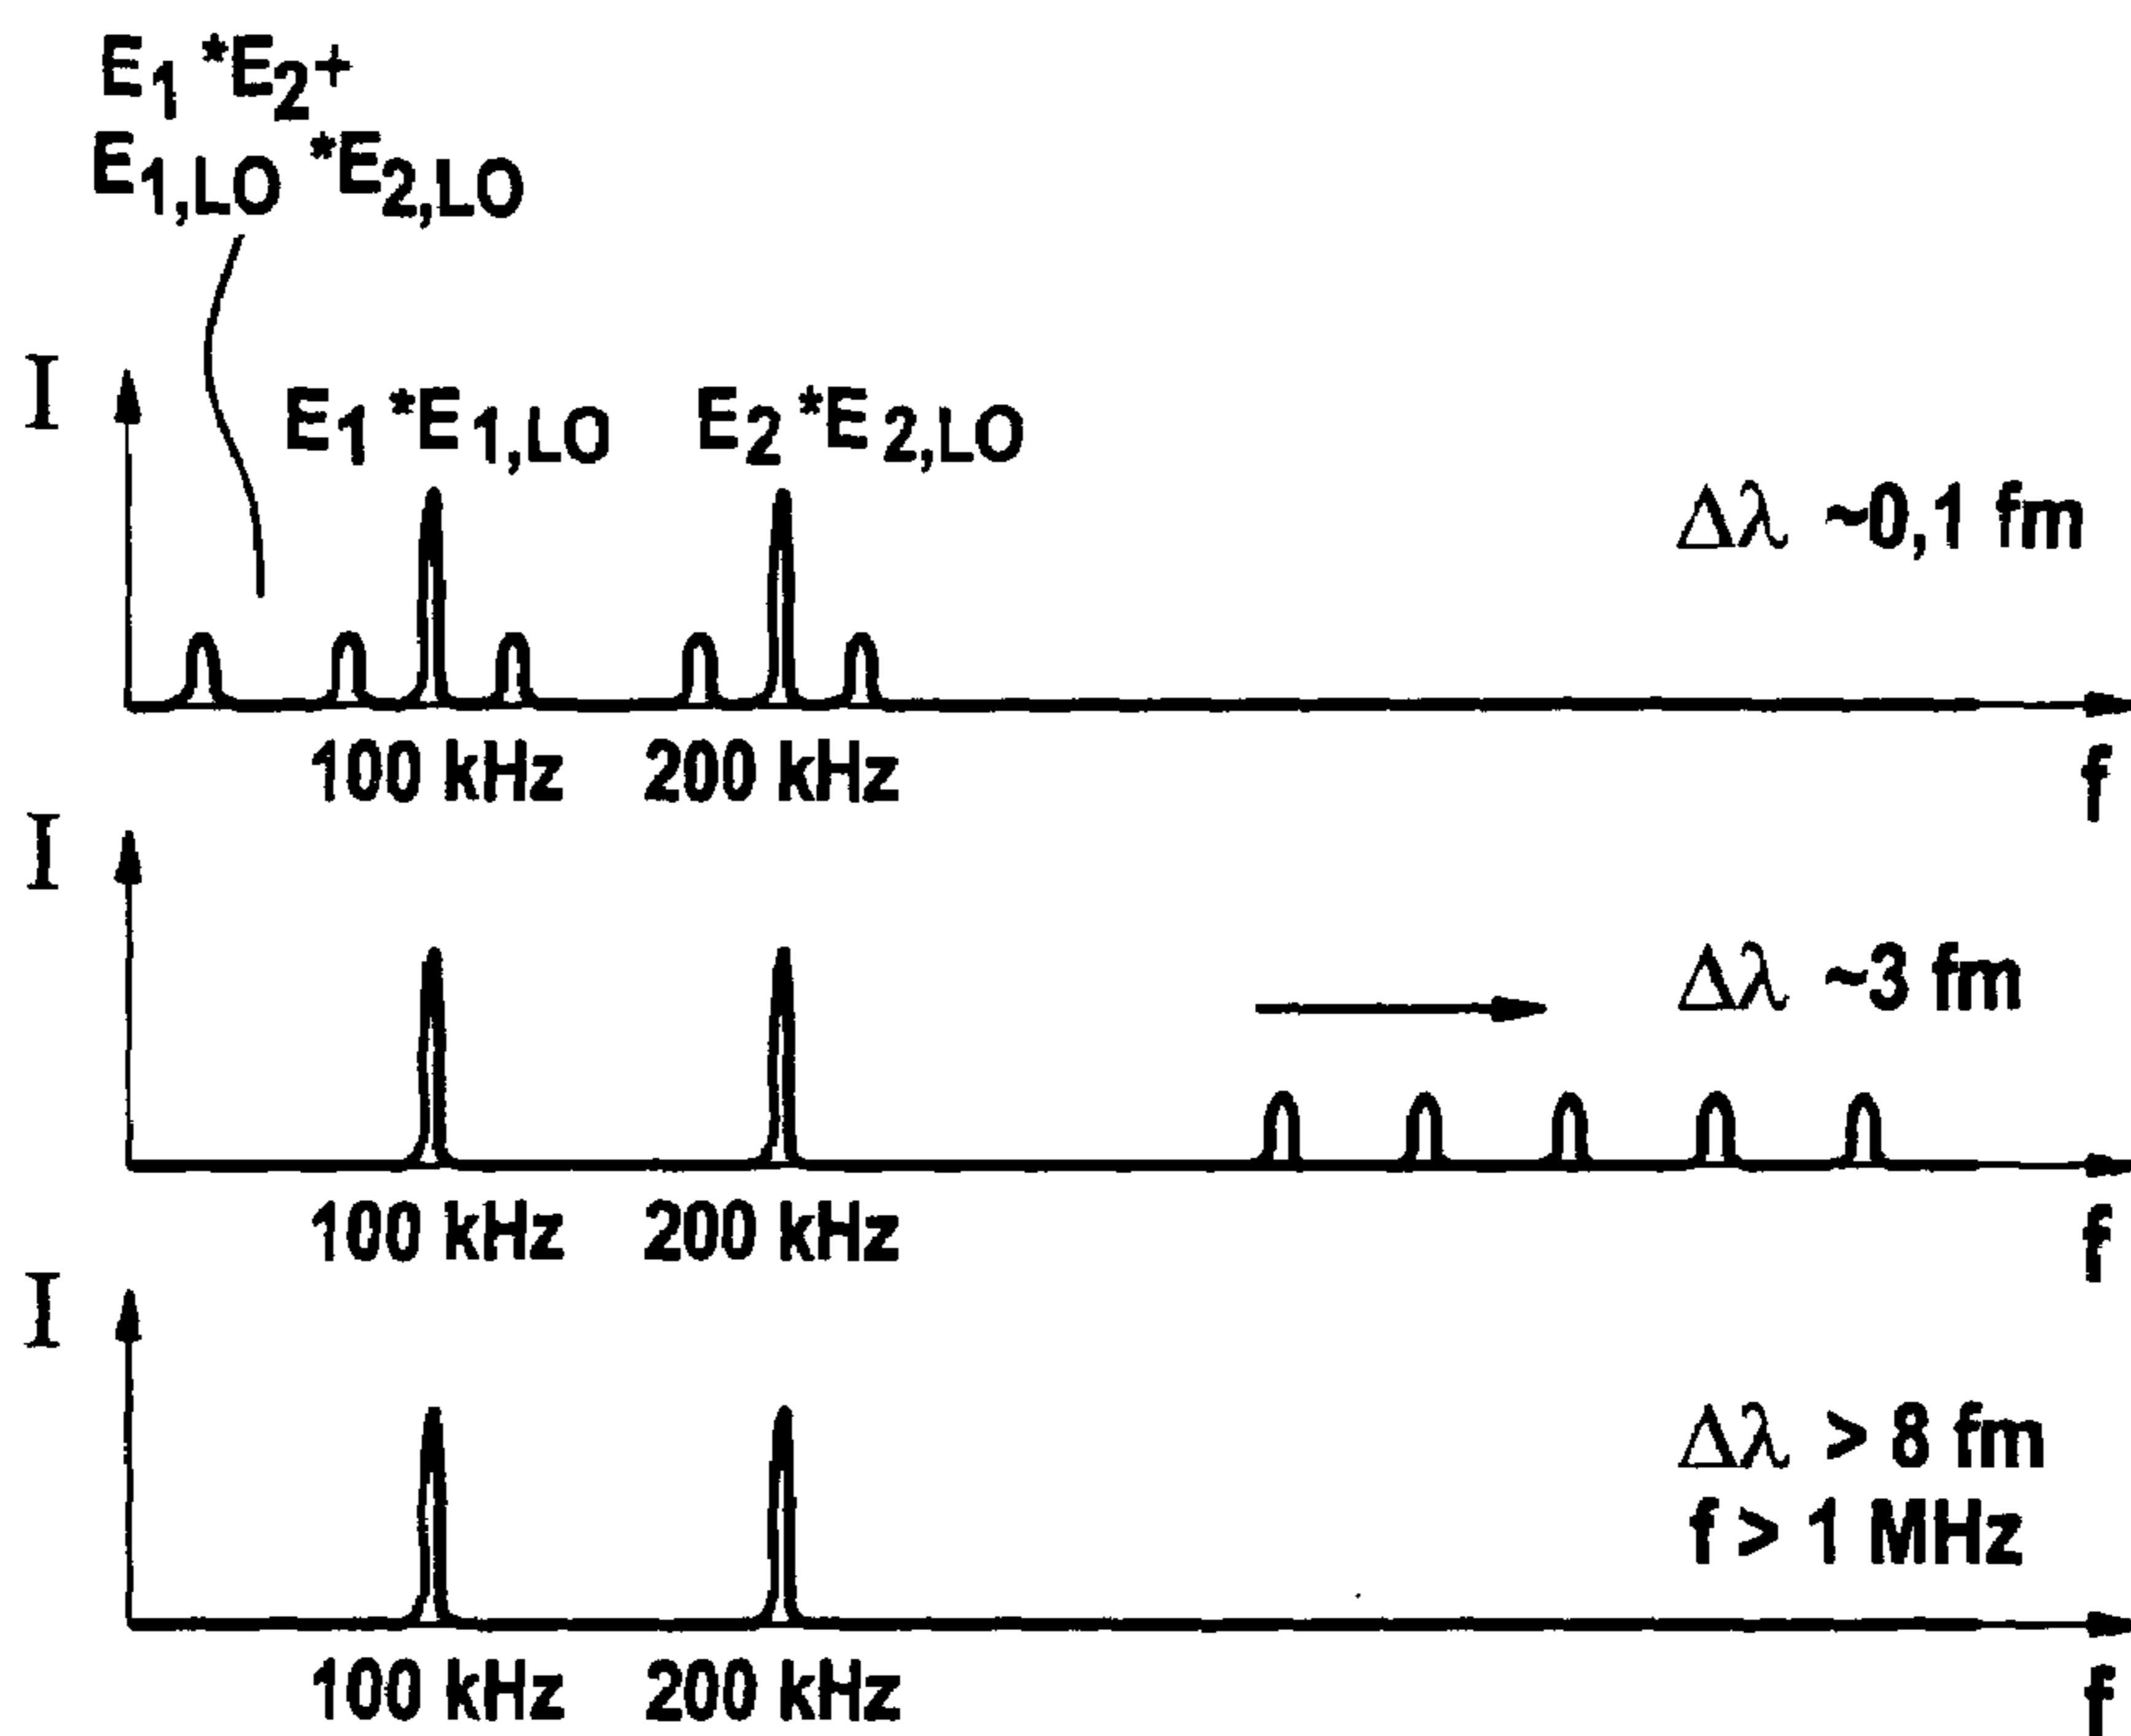 E1 *E2+
E1,LO *E2,LO
I
E1 *E1,LO E2 *E2,LO
Δλ ~0,1 fm
100 kHz 200 kHz
f
I
Δλ ~3 fm
100 kHz 200 kHz
f
I
Δλ > 8 fm
f > 1 MHz
100 kHz 200 kHz
f